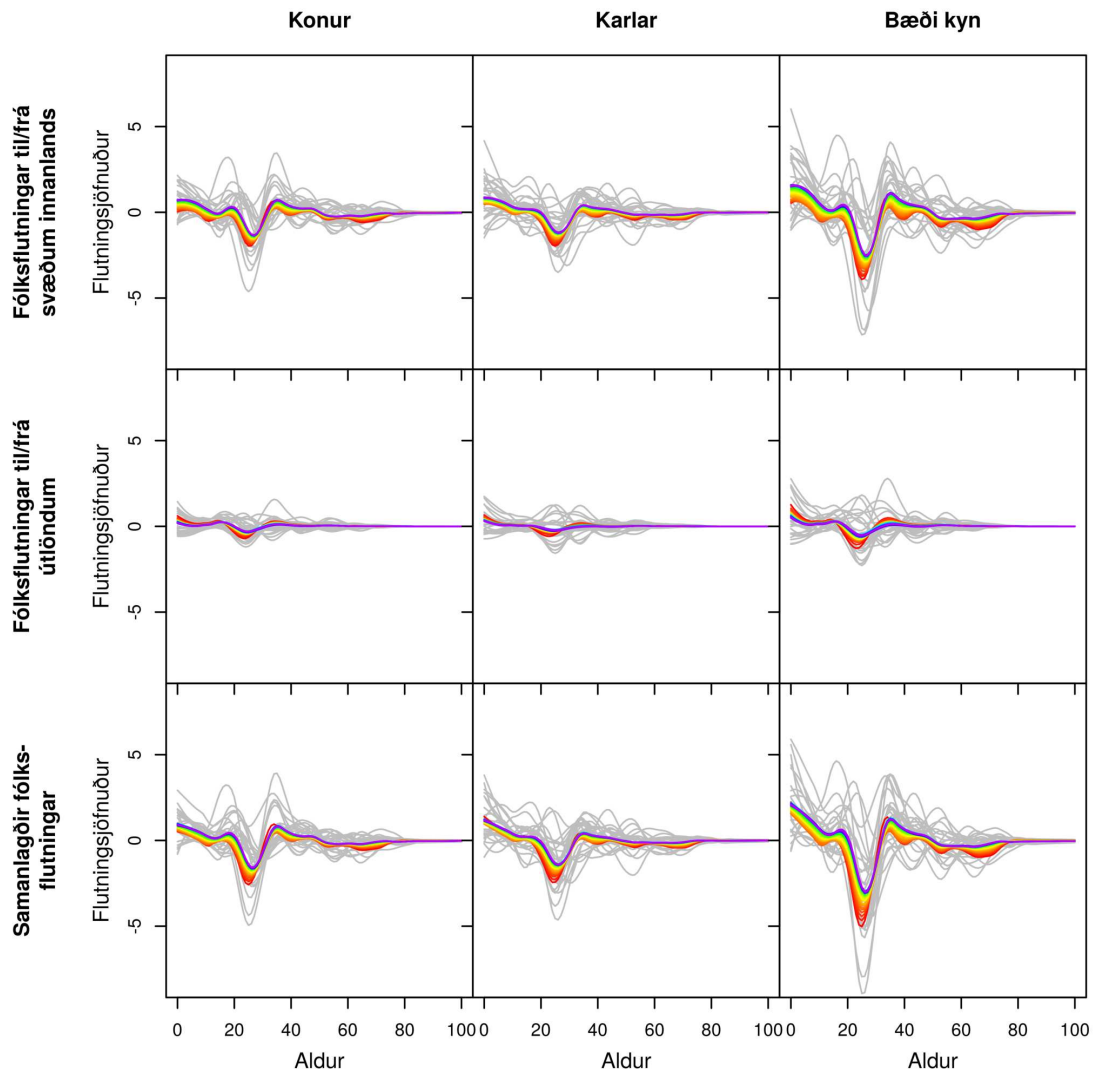 Konur Karlar Bæði kyn
Fólksflutningar til/frá
svæðum innanlands
Flutningsjöfnuður
5
0
-5
Fólksflutningar til/frá
útlöndum
Flutningsjöfnuður
5
0
-5
Samanlagðir fólks-
flutningar
Flutningsjöfnuður
5
0
-5
0 20 40 60 80 100 0 20 40 60 80 100 0 20 40 60 80 100
Aldur Aldur Aldur